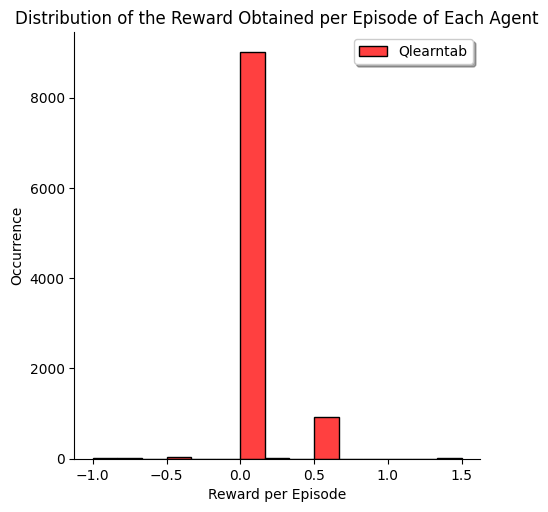 Distribution of the Reward Obtained per Episode of Each Agent
Qlearntab
8000
6000
4000
2000
0
Occurrence
−1.0 −0.5 0.0 0.5 1.0 1.5
Reward per Episode